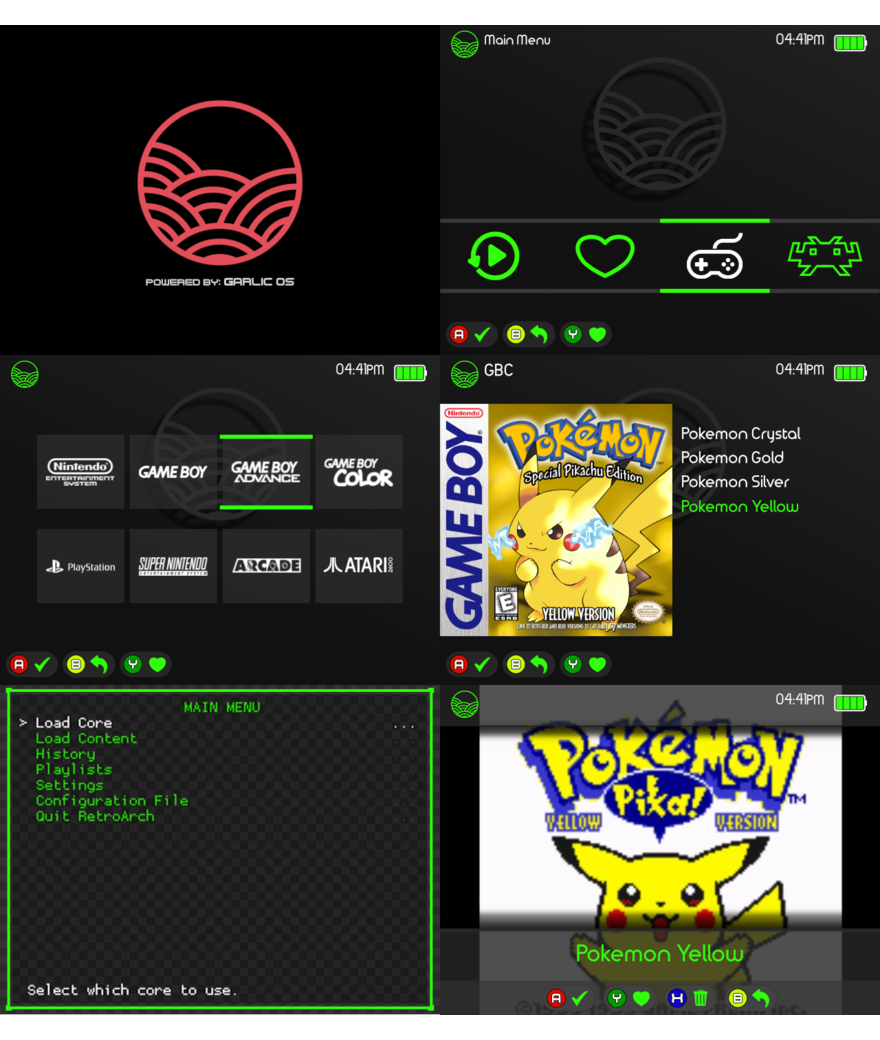 POWERED BY: GARLIC OS
Main Menu
04:41PM
A
B
Y
04:41PM
Nintendo
ENTERTAINMENT
SYSTEM
GAME BOY
GAME BOY
ADVANCE
GAME BOY
COLOR
PlayStation
SUPER NINTENDO
ENTERTAINMENT SYSTEM
ARCADE
ATARI 2600
A
B
Y
GBC
04:41PM
Nintendo
GAME BOY
POKéMON
Special Pikachu Edition
EVERYONE
E
ESRB
YELLOW VERSION
Pokemon Crystal
Pokemon Gold
Pokemon Silver
Pokemon Yellow
A
B
Y
MAIN MENU
> Load Core ...
Load Content ...
History ...
Playlists ...
Settings ...
Configuration File ...
Quit RetroArch
Select which core to use.
04:41PM
POKéMON
Pika!
TM
YELLOW VERSION
Pokemon Yellow
A
Y
X
B